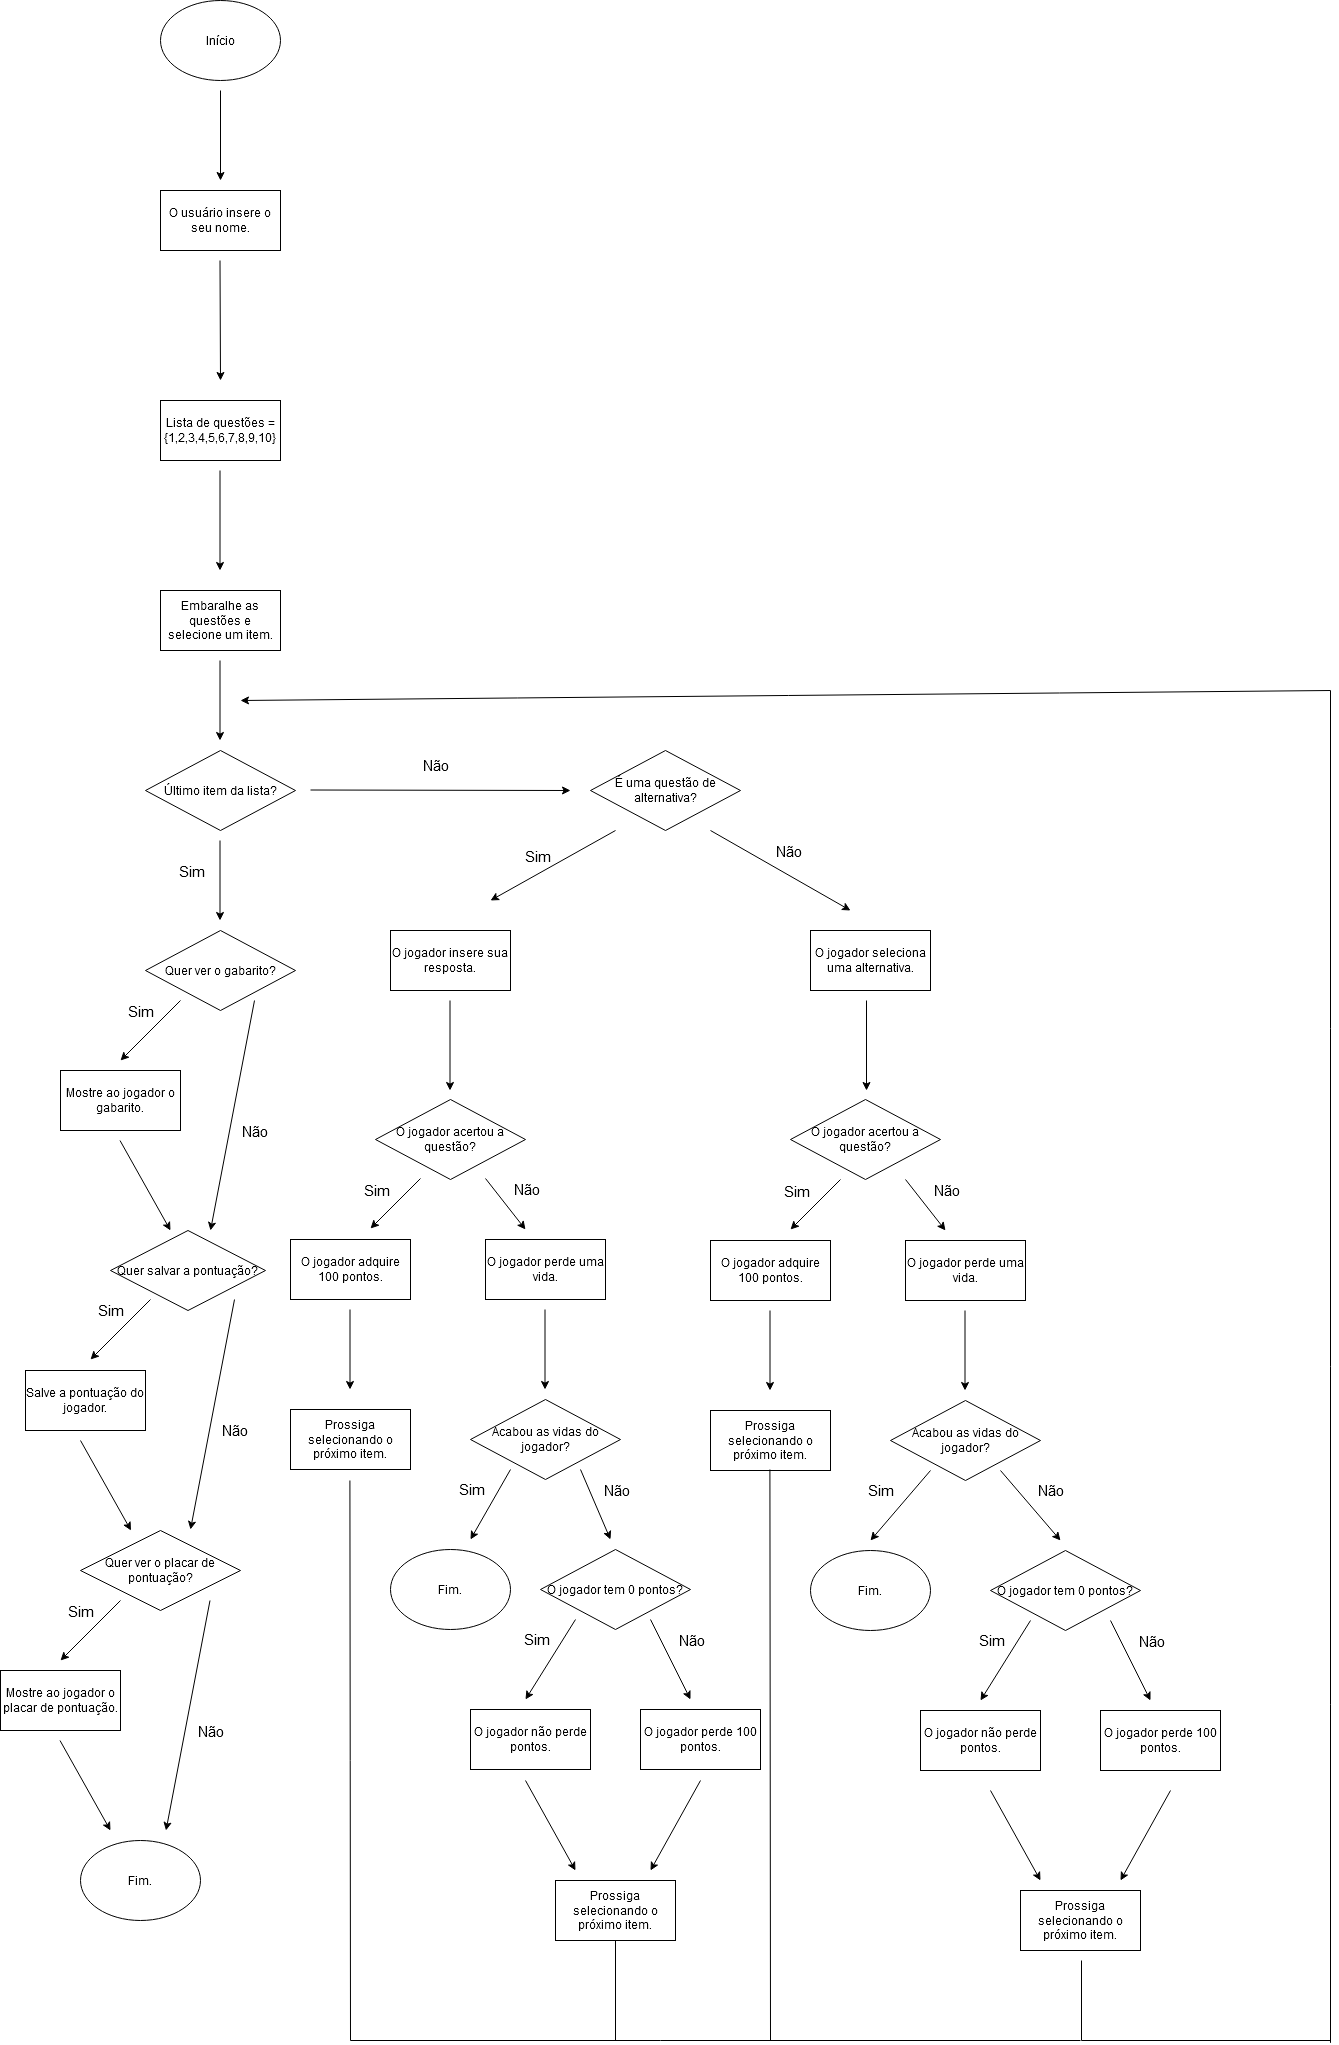 Início
O usuário insere o
seu nome.
Lista de questões =
{1,2,3,4,5,6,7,8,9,10}
Embaralhe as
questões e
selecione um item.
Último item da lista?
Não
É uma questão de
alternativa?
Sim
Sim
Não
Quer ver o gabarito?
O jogador insere sua
resposta.
O jogador seleciona
uma alternativa.
Sim
Não
Mostre ao jogador o
gabarito.
O jogador acertou a
questão?
O jogador acertou a
questão?
Sim
Não
Sim
Não
Quer salvar a pontuação?
O jogador adquire
100 pontos.
O jogador perde uma
vida.
O jogador adquire
100 pontos.
O jogador perde uma
vida.
Sim
Não
Salve a pontuação do
jogador.
Prossiga
selecionando o
próximo item.
Acabou as vidas do
jogador?
Prossiga
selecionando o
próximo item.
Acabou as vidas do
jogador?
Sim
Não
Sim
Não
Quer ver o placar de
pontuação?
Fim.
O jogador tem 0 pontos?
Fim.
O jogador tem 0 pontos?
Sim
Não
Sim
Não
Sim
Não
Mostre ao jogador o
placar de pontuação.
O jogador não perde
pontos.
O jogador perde 100
pontos.
O jogador não perde
pontos.
O jogador perde 100
pontos.
Fim.
Prossiga
selecionando o
próximo item.
Prossiga
selecionando o
próximo item.